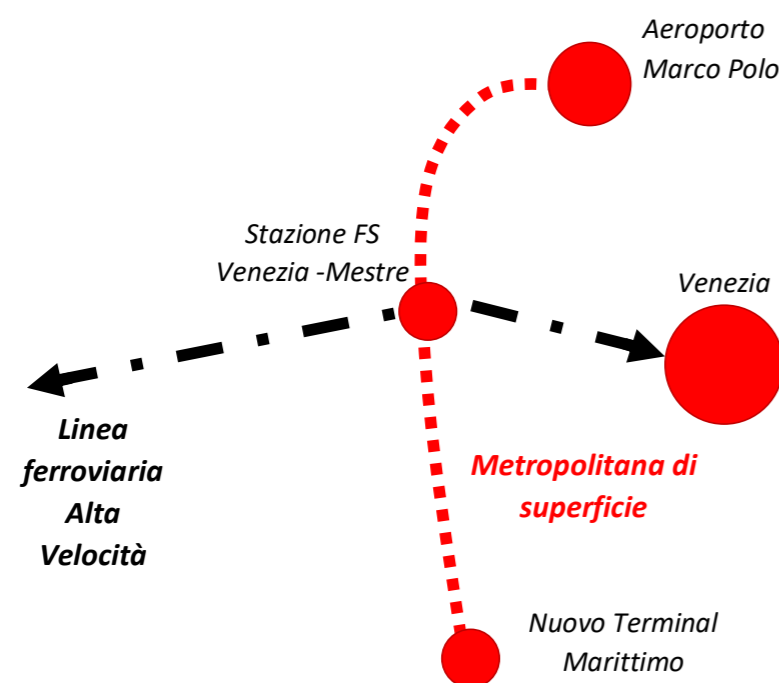 Aeroporto
Marco Polo
Stazione FS
Venezia -Mestre
Venezia
Linea
ferroviaria
Alta
Velocità
Metropolitana di
superficie
Nuovo Terminal
Marittimo